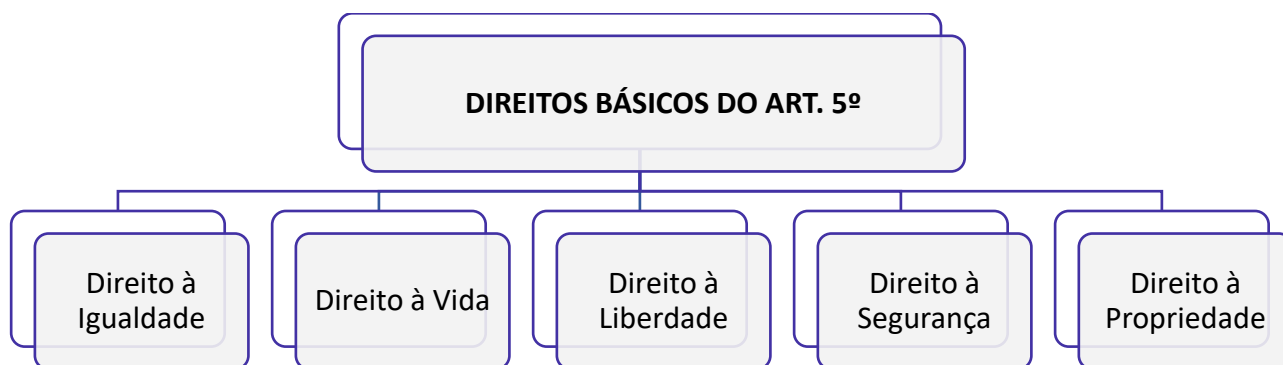 DIREITOS BÁSICOS DO ART. 5º
Direito à
Igualdade
Direito à Vida
Direito à
Liberdade
Direito à
Segurança
Direito à
Propriedade